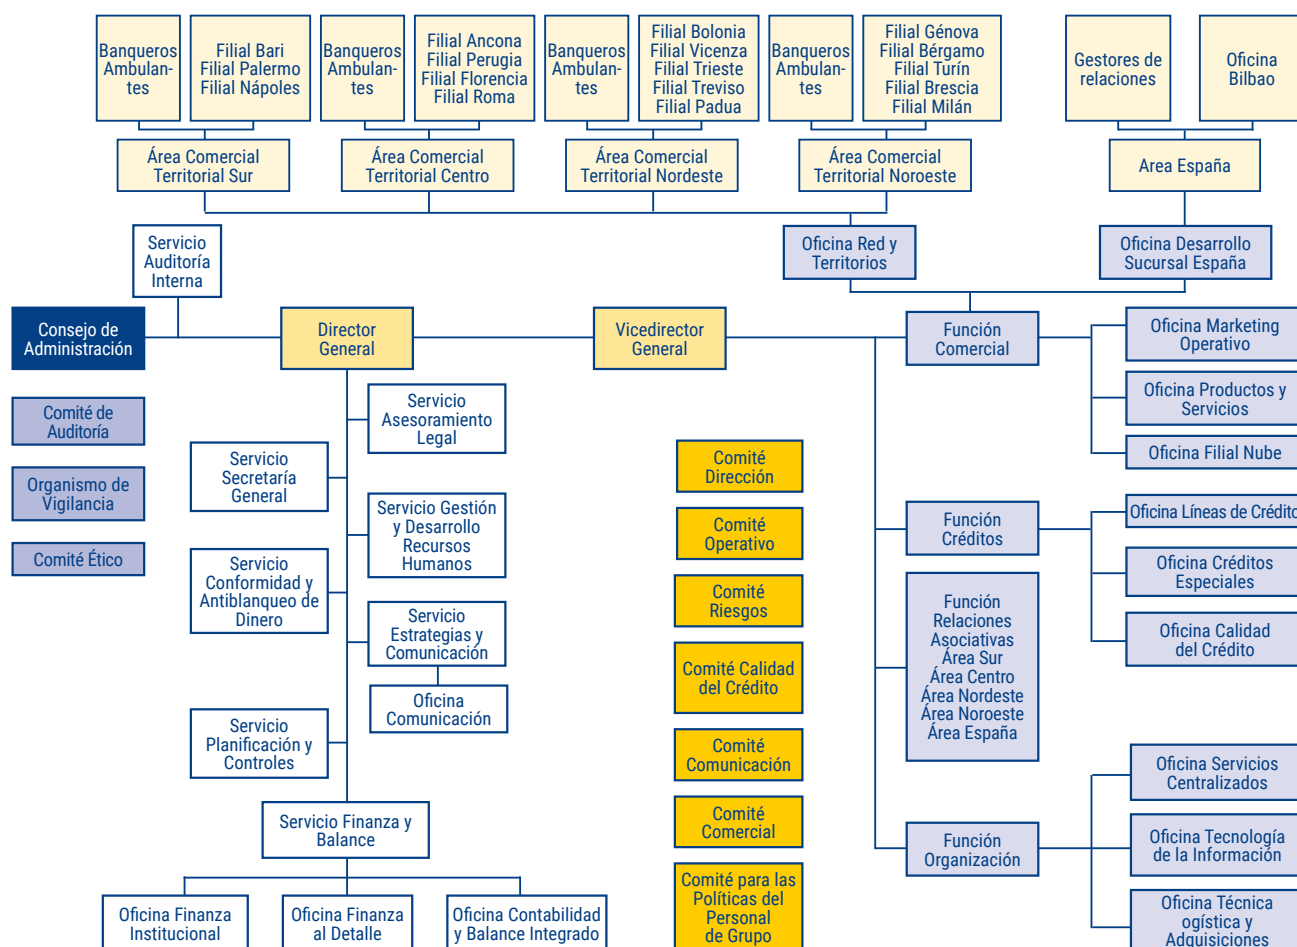 Banqueros
Ambulan-
tes
Filial Bari
Filial Palermo
Filial Nápoles
Banqueros
Ambulan-
tes
Filial Ancona
Filial Perugia
Filial Florencia
Filial Roma
Banqueros
Ambulan-
tes
Filial Bolonia
Filial Vicenza
Filial Trieste
Filial Treviso
Filial Padua
Banqueros
Ambulan-
tes
Filial Génova
Filial Bérgamo
Filial Turín
Filial Brescia
Filial Milán
Gestores de
relaciones
Oficina
Bilbao
Área Comercial
Territorial Sur
Área Comercial
Territorial Centro
Área Comercial
Territorial Nordeste
Área Comercial
Territorial Noroeste
Area España
Servicio
Auditoría
Interna
Oficina Red y
Territorios
Oficina Desarrollo
Sucursal España
Consejo de
Administración
Director
General
Vicedirector
General
Función
Comercial
Oficina Marketing
Operativo
Oficina Productos y
Servicios
Oficina Filial Nube
Comité de
Auditoría
Organismo de
Vigilancia
Comité Ético
Servicio
Asesoramiento
Legal
Servicio
Secretaría
General
Servicio Gestión
y Desarrollo
Recursos
Humanos
Servicio
Conformidad y
Antiblanqueo de
Dinero
Servicio
Estrategias y
Comunicación
Oficina
Comunicación
Servicio
Planificación y
Controles
Servicio Finanza y
Balance
Oficina Finanza
Institucional
Oficina Finanza
al Detalle
Oficina Contabilidad
y Balance Integrado
Comité
Dirección
Comité
Operativo
Comité
Riesgos
Comité Calidad
del Crédito
Comité
Comunicación
Comité
Comercial
Comité para las
Políticas del
Personal
de Grupo
Función
Créditos
Oficina Líneas de Crédito
Oficina Créditos
Especiales
Oficina Calidad
del Crédito
Función
Relaciones
Asociativas
Área Sur
Área Centro
Área Nordeste
Área Noroeste
Área España
Función
Organización
Oficina Servicios
Centralizados
Oficina Tecnología
de la Información
Oficina Técnica
ogística y
Adquisiciones